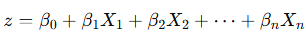 z = β₀ + β₁X₁ + β₂X₂ + ⋯ + βₙXₙ